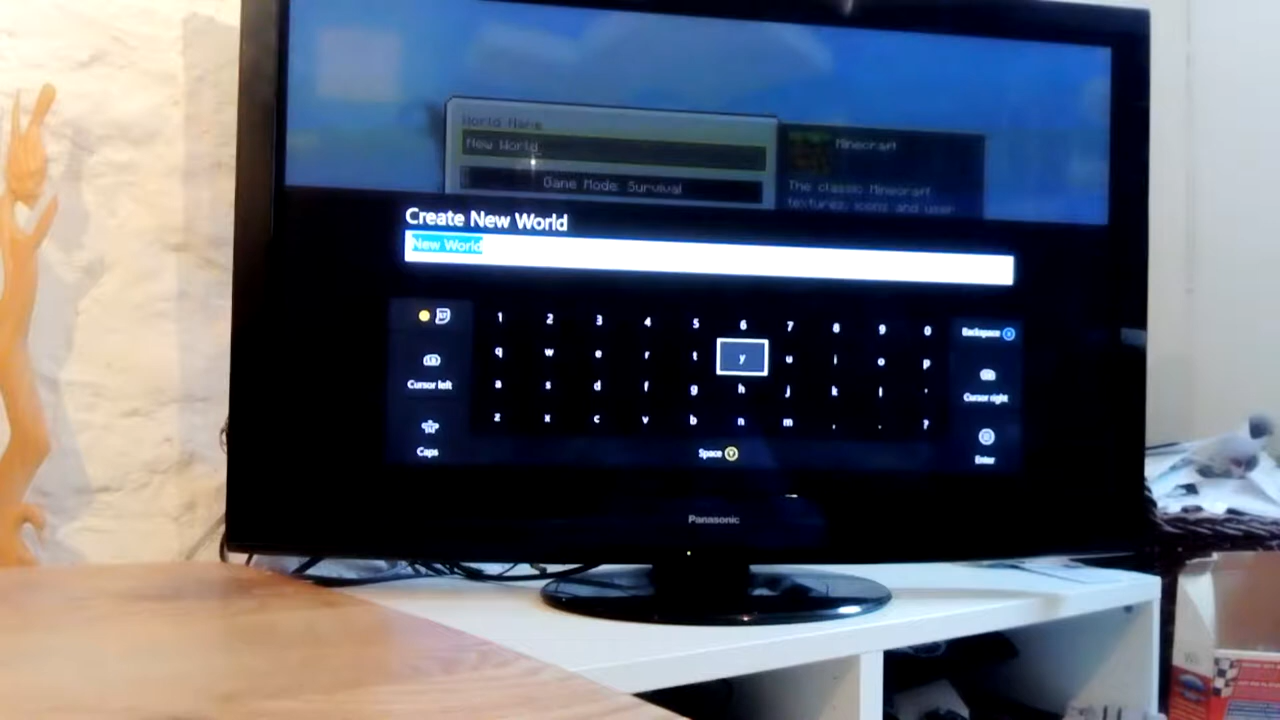 World Name
New World
Minecraft
Game Mode: Survival
The classic Minecraft
textures, icons and user
Create New World
New World
1 2 3 4 5 6 7 8 9 0
q w e r t y u i o p
Backspace
a s d f g h j k l '
Cursor left
Cursor right
z x c v b n m , . ?
Caps
Space Y
Enter
Panasonic